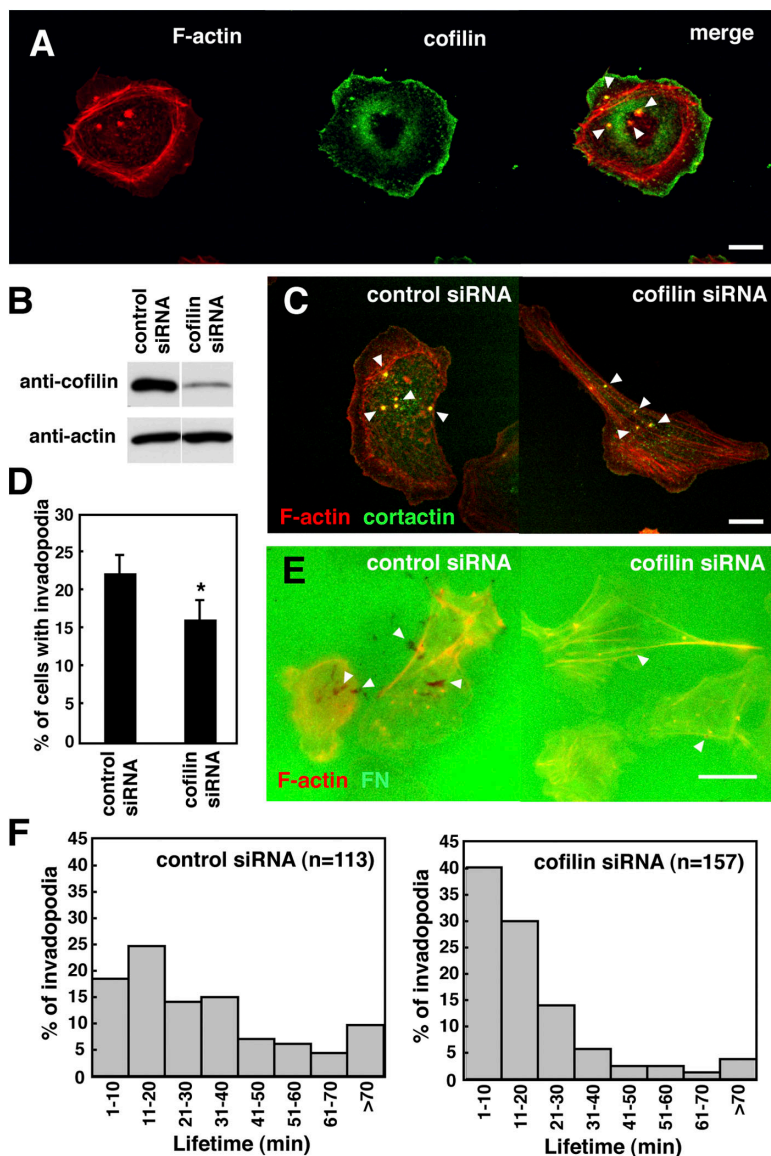 A
F-actin
cofilin
merge
B
control
siRNA
cofilin
siRNA
anti-cofilin
anti-actin
C
control siRNA
cofilin siRNA
F-actin cortactin
D
% of cells with invadopodia
30
25
20
15
10
5
0
*
control
siRNA
cofilin
siRNA
E
control siRNA
cofilin siRNA
F-actin FN
F
control siRNA (n=113)
% of invadopodia
45
40
35
30
25
20
15
10
5
0
1-10
11-20
21-30
31-40
41-50
51-60
61-70
>70
Lifetime (min)
cofilin siRNA (n=157)
% of invadopodia
45
40
35
30
25
20
15
10
5
0
1-10
11-20
21-30
31-40
41-50
51-60
61-70
>70
Lifetime (min)